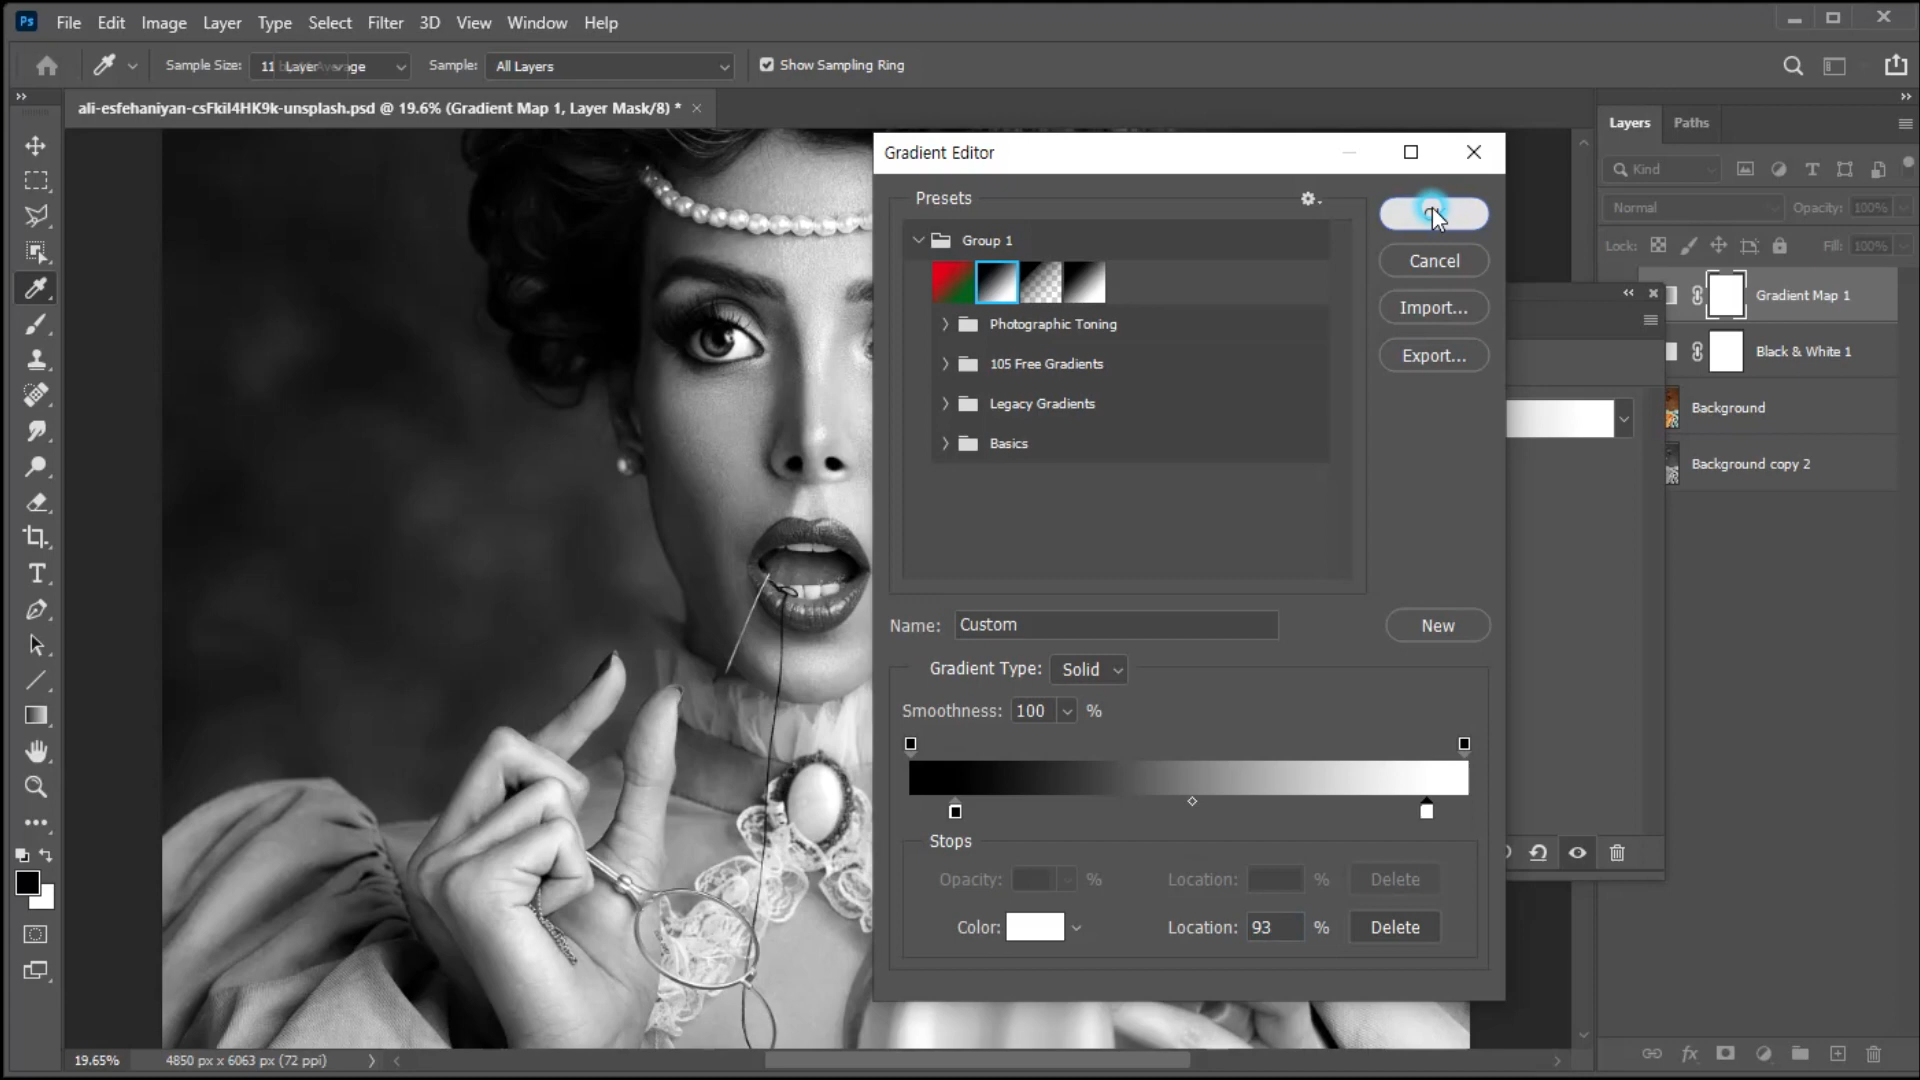 Ps File Edit Image Layer Type Select Filter 3D View Window Help
Sample Size: 11 Sample: All Layers Show Sampling Ring
ali-esfehaniyan-csFkil4HK9k-unsplash.psd @ 19.6% (Gradient Map 1, Layer Mask/8) *
Layers Paths
Kind
Normal Opacity: 100%
Lock: Fill: 100%
Gradient Map 1
Black & White 1
Background
Background copy 2
Gradient Editor
Presets
Group 1
Cancel
Import...
Photographic Toning
Export...
105 Free Gradients
Legacy Gradients
Basics
Name: Custom New
Gradient Type: Solid
Smoothness: 100 %
Stops
Opacity: % Location: % Delete
Color: Location: 93 % Delete
19.65% 4850 px x 6063 px (72 ppi)
fx